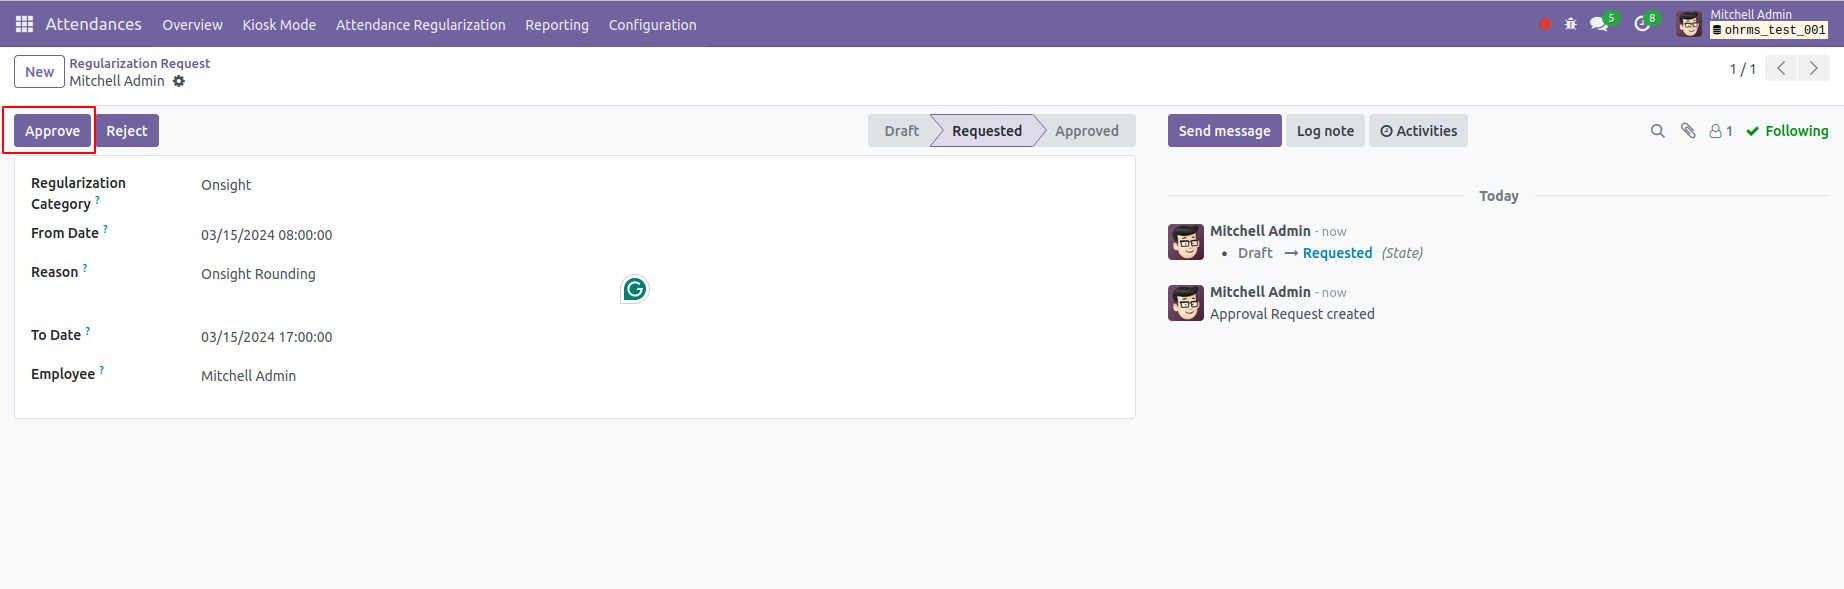 Attendances Overview Kiosk Mode Attendance Regularization Reporting Configuration 5 8 Mitchell Admin
ohrms_test_001
New Regularization Request
Mitchell Admin
1 / 1
Approve Reject Draft Requested Approved Send message Log note Activities 1 Following
Regularization Category ? Onsight
From Date ? 03/15/2024 08:00:00
Reason ? Onsight Rounding
To Date ? 03/15/2024 17:00:00
Employee ? Mitchell Admin
Today
Mitchell Admin - now
• Draft → Requested (State)
Mitchell Admin - now
Approval Request created